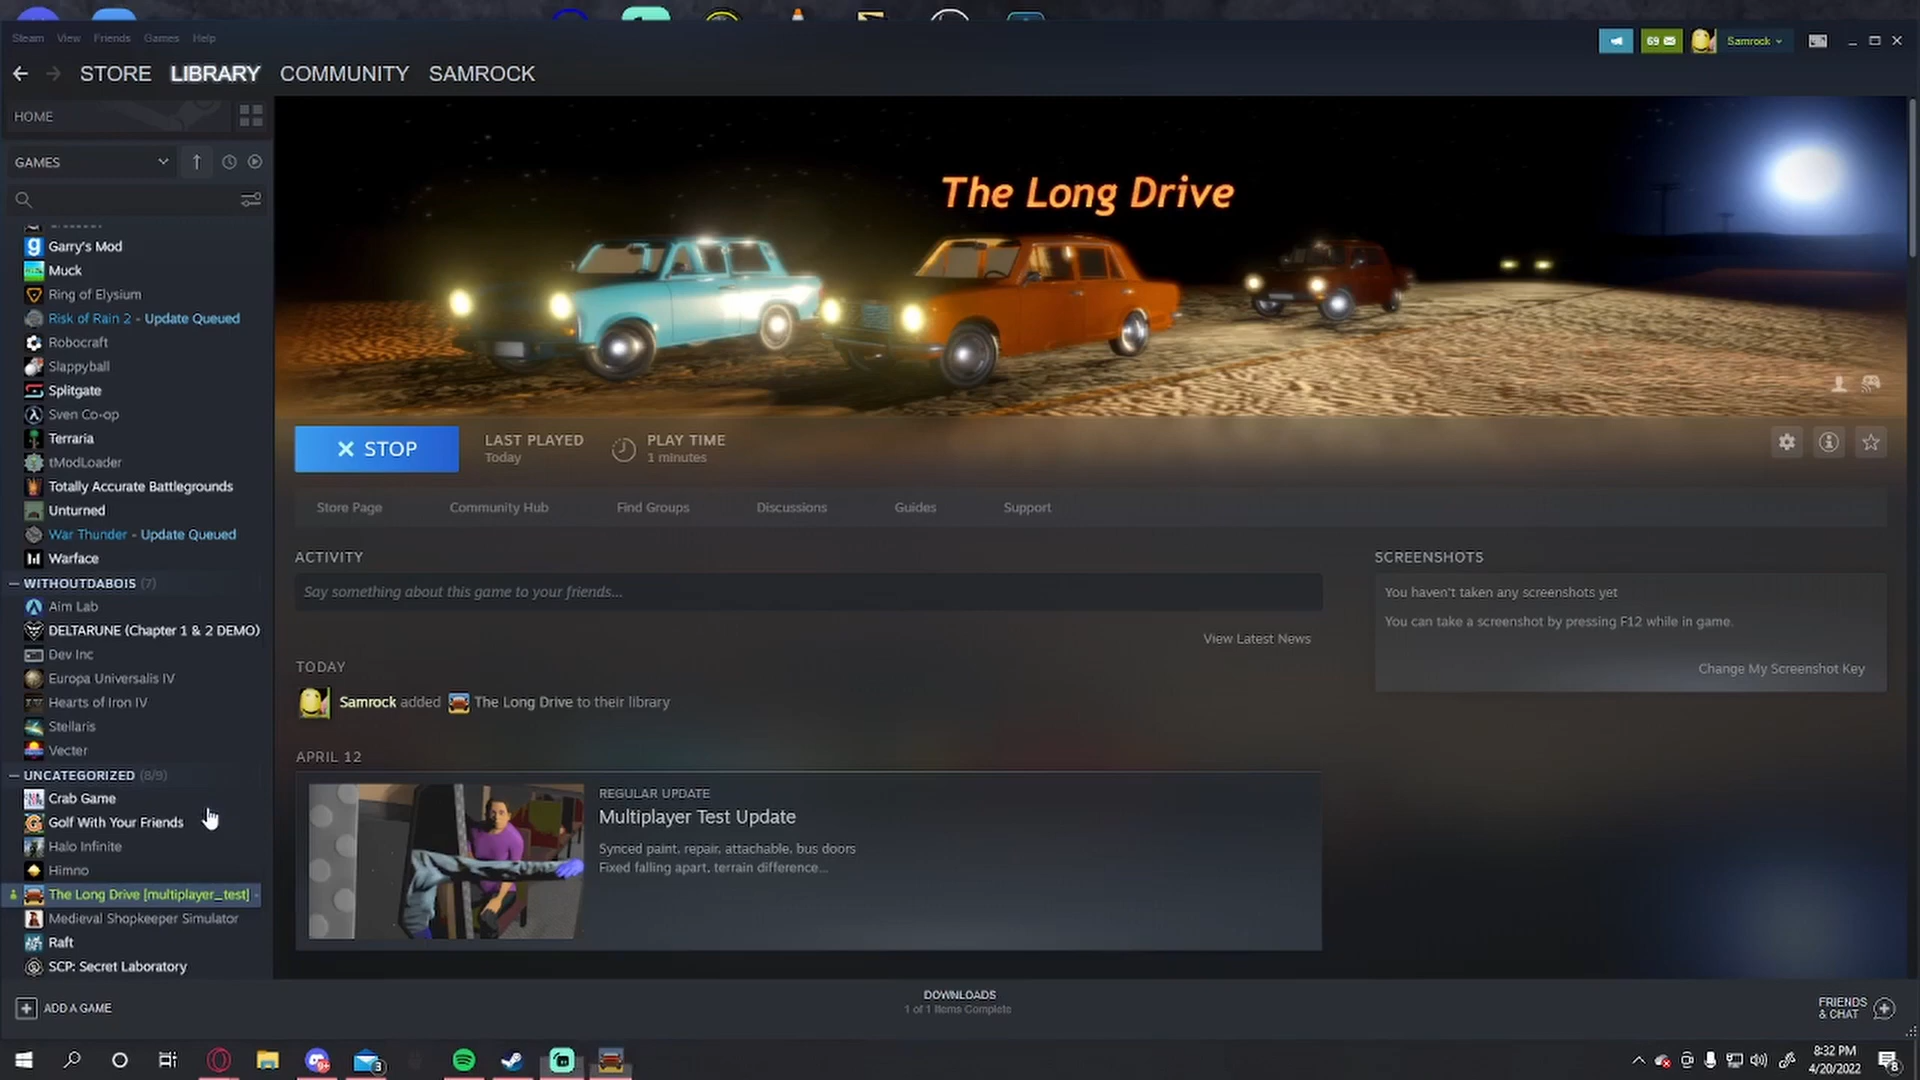 Steam View Friends Games Help
69
Samrock
STORE LIBRARY COMMUNITY SAMROCK
HOME
GAMES
Garry's Mod
Muck
Ring of Elysium
Risk of Rain 2 - Update Queued
Robocraft
Slappyball
Splitgate
Sven Co-op
Terraria
tModLoader
Totally Accurate Battlegrounds
Unturned
War Thunder - Update Queued
Warface
WITHOUTDABOIS (7)
Aim Lab
DELTARUNE (Chapter 1 & 2 DEMO)
Dev Inc
Europa Universalis IV
Hearts of Iron IV
Stellaris
Vecter
UNCATEGORIZED (8/9)
Crab Game
Golf With Your Friends
Halo Infinite
Himno
The Long Drive [multiplayer_test] -
Medieval Shopkeeper Simulator
Raft
SCP: Secret Laboratory
ADD A GAME
The Long Drive
STOP
LAST PLAYED
Today
PLAY TIME
1 minutes
Store Page Community Hub Find Groups Discussions Guides Support
ACTIVITY
Say something about this game to your friends...
View Latest News
TODAY
Samrock added The Long Drive to their library
APRIL 12
REGULAR UPDATE
Multiplayer Test Update
Synced paint, repair, attachable, bus doors
Fixed falling apart, terrain difference...
SCREENSHOTS
You haven't taken any screenshots yet
You can take a screenshot by pressing F12 while in game.
Change My Screenshot Key
DOWNLOADS
1 of 1 Items Complete
FRIENDS
& CHAT
9+
3
8:32 PM
4/20/2022
8